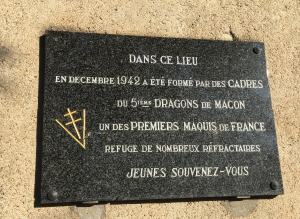 DANS CE LIEU
EN DECEMBRE 1942 A ÉTÉ FORMÉ PAR DES CADRES
DU 5IÈMES DRAGONS DE MACON
UN DES PREMIERS MAQUIS DE FRANCE
REFUGE DE NOMBREUX RÉFRACTAIRES
JEUNES SOUVENEZ-VOUS